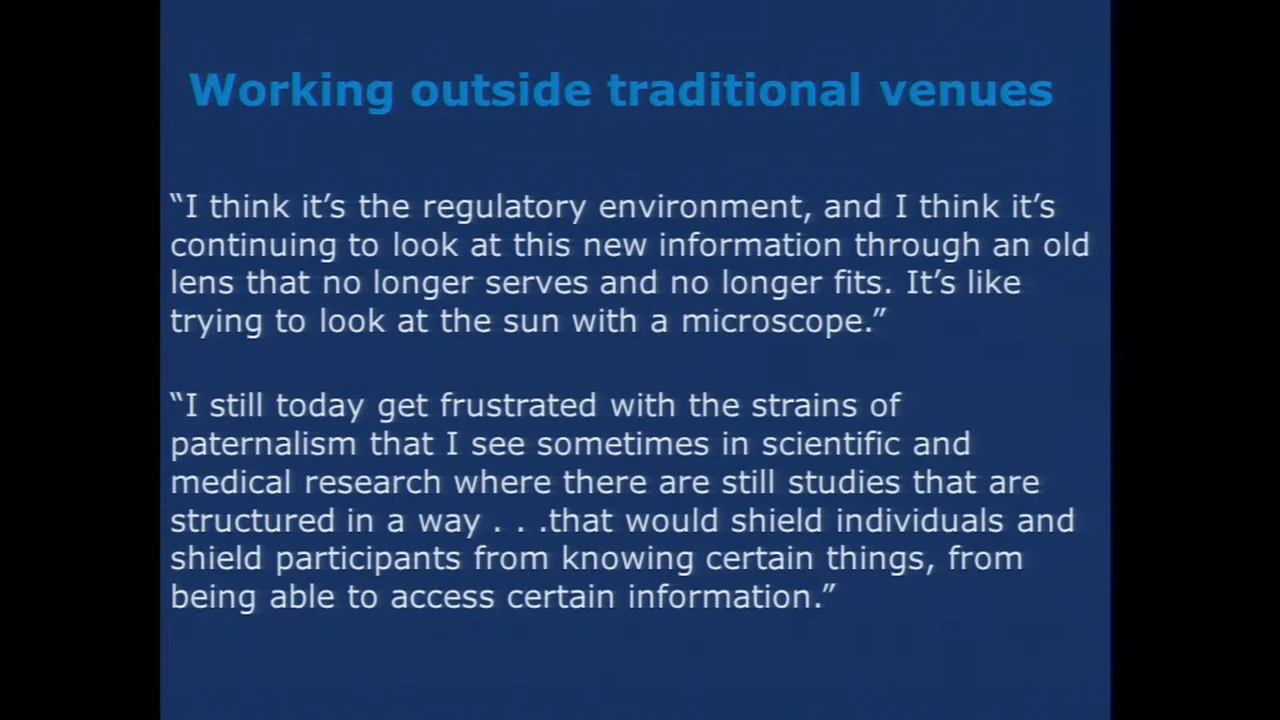 Working outside traditional venues
“I think it’s the regulatory environment, and I think it’s
continuing to look at this new information through an old
lens that no longer serves and no longer fits. It’s like
trying to look at the sun with a microscope.”
“I still today get frustrated with the strains of
paternalism that I see sometimes in scientific and
medical research where there are still studies that are
structured in a way . . .that would shield individuals and
shield participants from knowing certain things, from
being able to access certain information.”